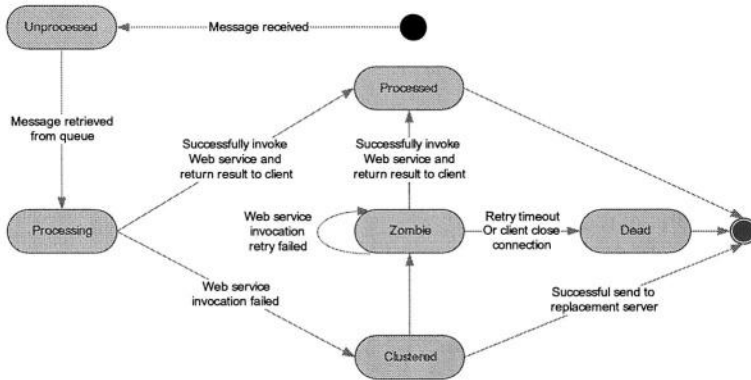 Unprocessed
Message received
Processed
Message retrieved
from queue
Successfully invoke
Web service and
return result to client
Successfully invoke
Web service and
return result to client
Processing
Web service
invocation
retry failed
Zombie
Retry timeout
Or client close
connection
Dead
Web service
invocation failed
Successful send to
replacement server
Clustered